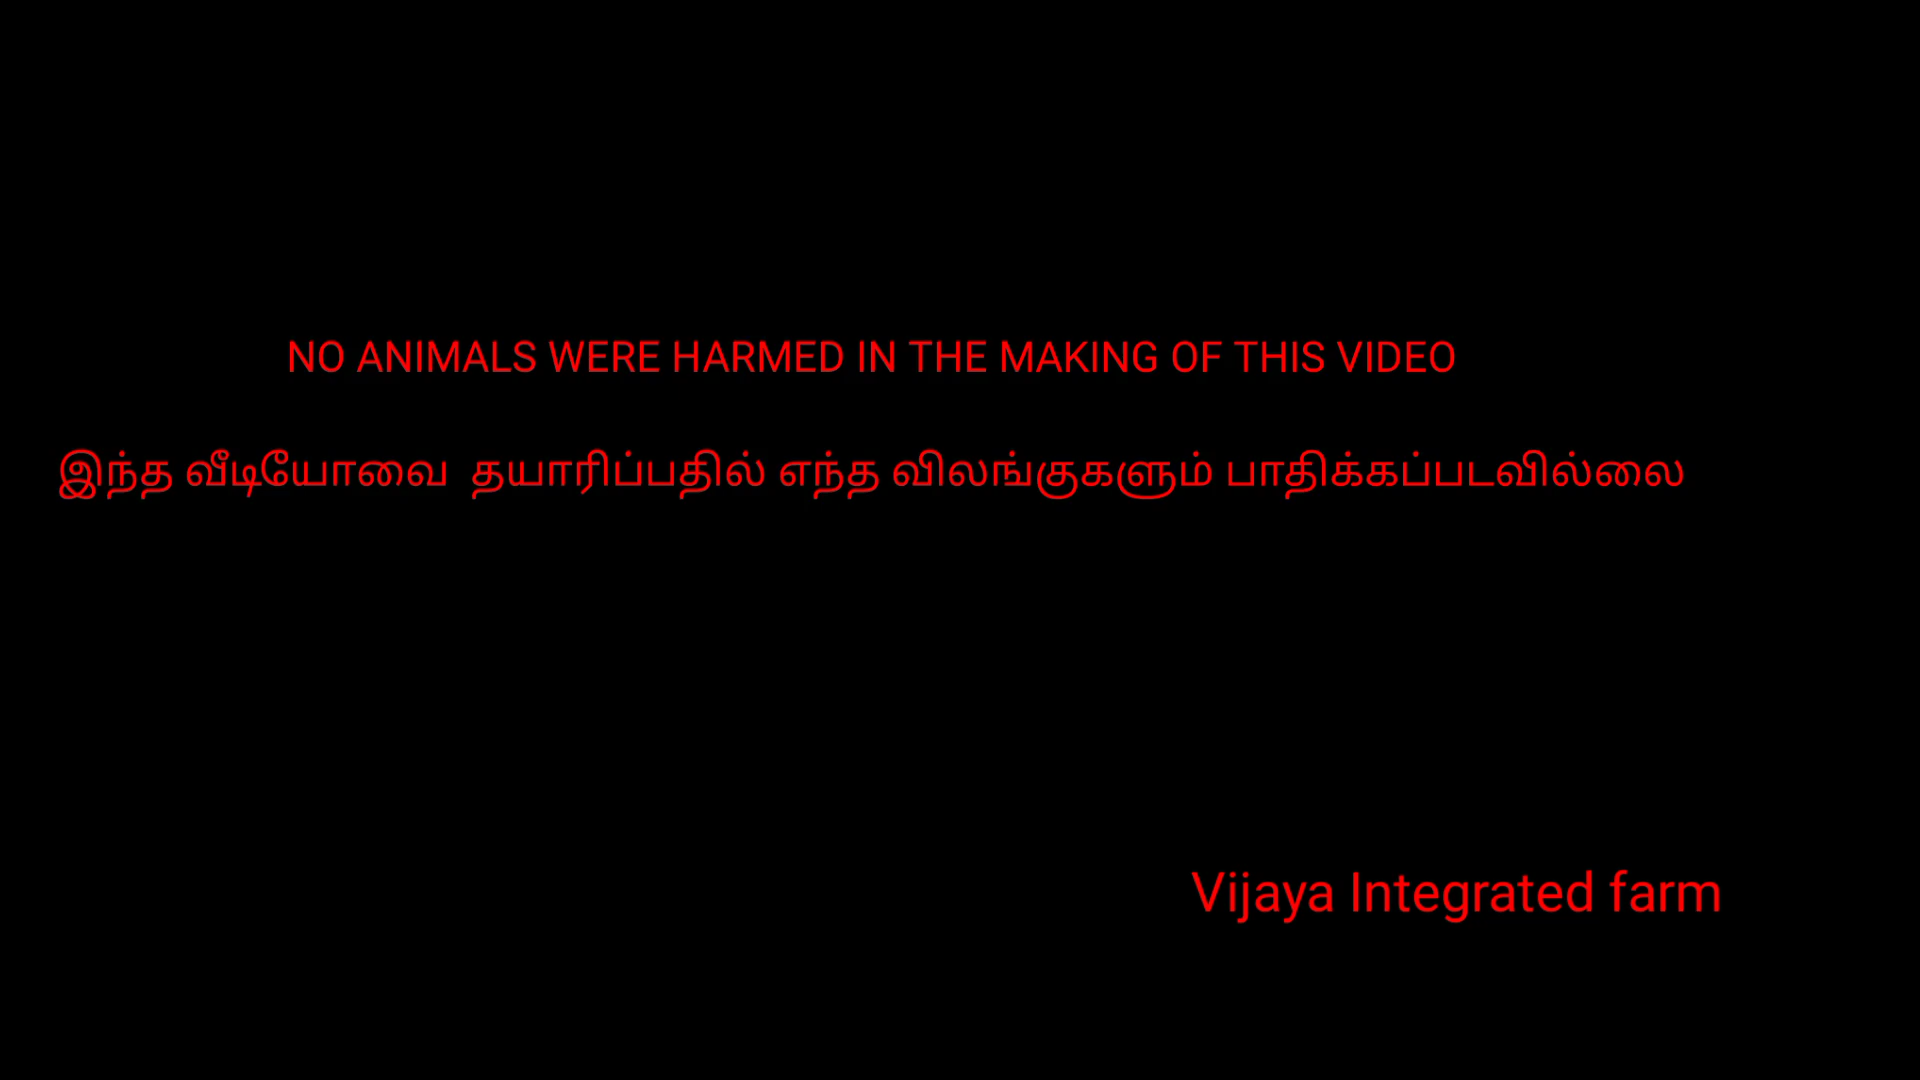 NO ANIMALS WERE HARMED IN THE MAKING OF THIS VIDEO
இந்த வீடியோவை தயாரிப்பதில் எந்த விலங்குகளும் பாதிக்கப்படவில்லை
Vijaya Integrated farm